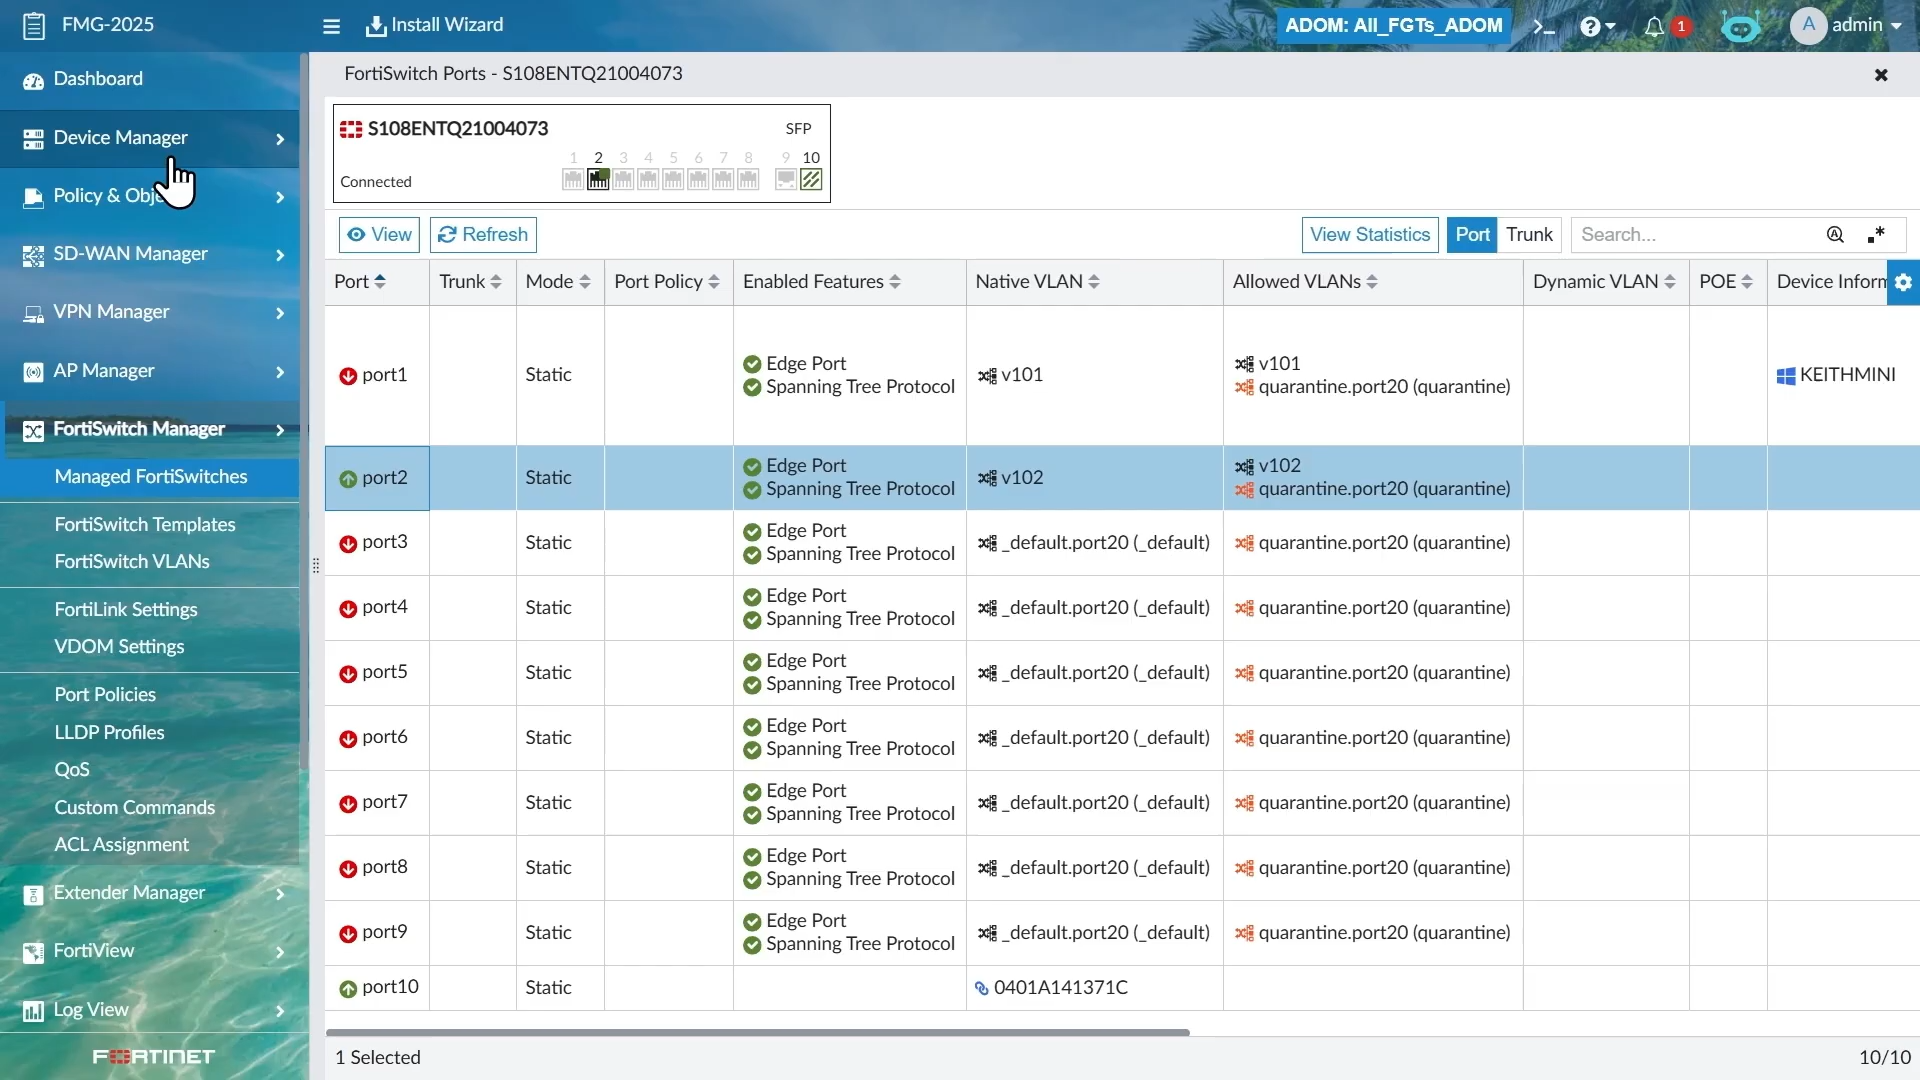 FMG-2025
Install Wizard
ADOM: All_FGTs_ADOM
1
A
admin
Dashboard
Device Manager
Policy & Obje
SD-WAN Manager
VPN Manager
AP Manager
FortiSwitch Manager
Managed FortiSwitches
FortiSwitch Templates
FortiSwitch VLANs
FortiLink Settings
VDOM Settings
Port Policies
LLDP Profiles
QoS
Custom Commands
ACL Assignment
Extender Manager
FortiView
Log View
FORTINET
FortiSwitch Ports - S108ENTQ21004073
S108ENTQ21004073
SFP
1 2 3 4 5 6 7 8 9 10
Connected
View
Refresh
View Statistics
Port
Trunk
Search...
Port Trunk Mode Port Policy Enabled Features Native VLAN Allowed VLANs Dynamic VLAN POE Device Inform
port1 Static Edge Port v101 v101 KEITHMINI
Spanning Tree Protocol quarantine.port20 (quarantine)
port2 Static Edge Port v102 v102
Spanning Tree Protocol quarantine.port20 (quarantine)
port3 Static Edge Port _default.port20 (_default) quarantine.port20 (quarantine)
Spanning Tree Protocol
port4 Static Edge Port _default.port20 (_default) quarantine.port20 (quarantine)
Spanning Tree Protocol
port5 Static Edge Port _default.port20 (_default) quarantine.port20 (quarantine)
Spanning Tree Protocol
port6 Static Edge Port _default.port20 (_default) quarantine.port20 (quarantine)
Spanning Tree Protocol
port7 Static Edge Port _default.port20 (_default) quarantine.port20 (quarantine)
Spanning Tree Protocol
port8 Static Edge Port _default.port20 (_default) quarantine.port20 (quarantine)
Spanning Tree Protocol
port9 Static Edge Port _default.port20 (_default) quarantine.port20 (quarantine)
Spanning Tree Protocol
port10 Static 0401A141371C
1 Selected
10/10